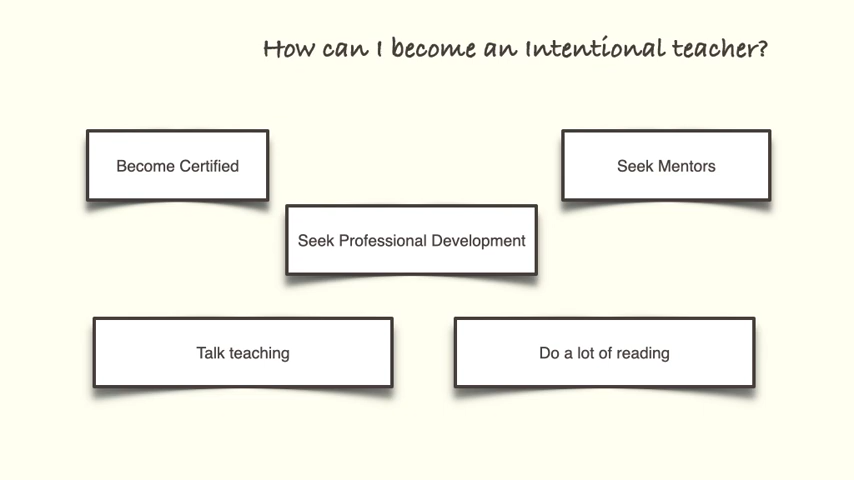 How can I become an Intentional teacher?
Become Certified
Seek Mentors
Seek Professional Development
Talk teaching
Do a lot of reading